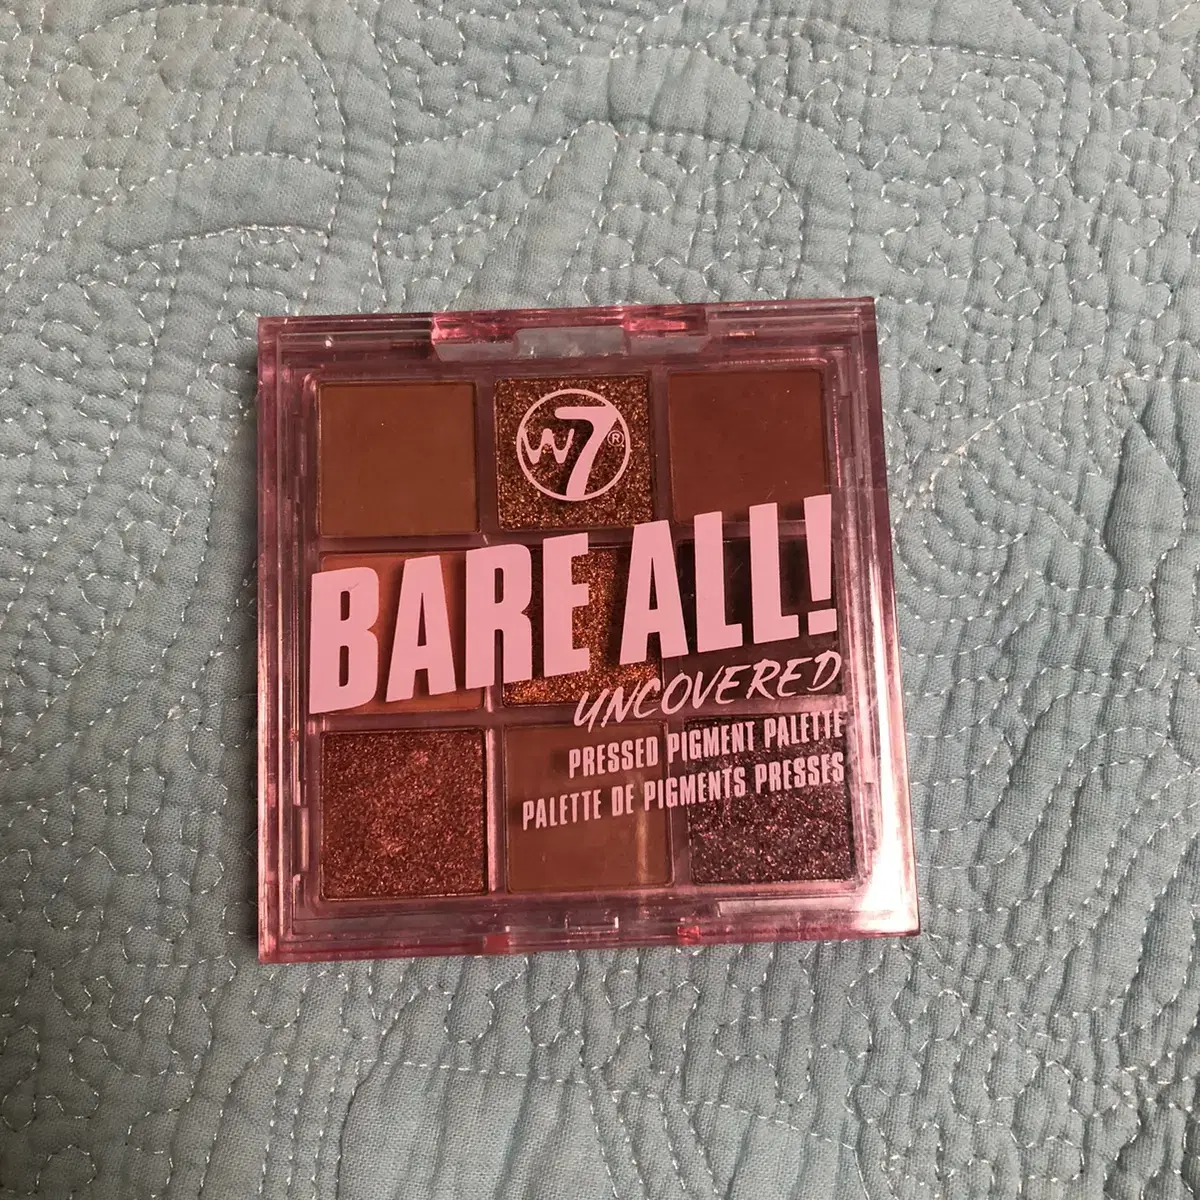 W7®
BARE ALL!
UNCOVERED
PRESSED PIGMENT PALETTE
PALETTE DE PIGMENTS PRESSES